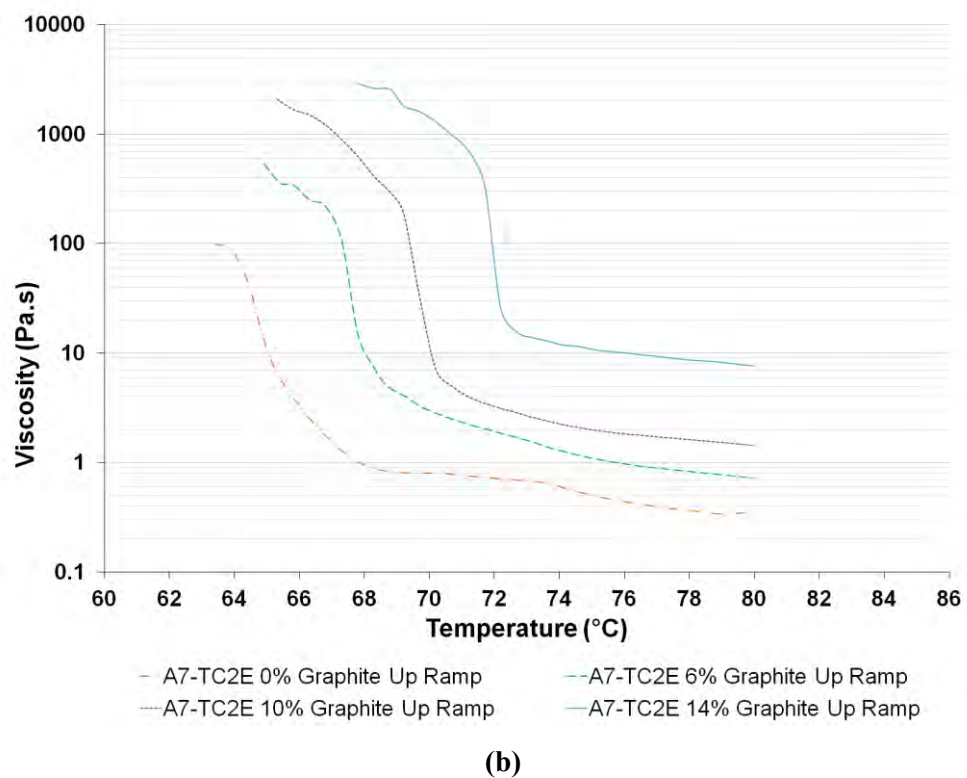 10000
1000
100
10
1
0.1
Viscosity (Pa.s)
60 62 64 66 68 70 72 74 76 78 80 82 84 86
Temperature (°C)
A7-TC2E 0% Graphite Up Ramp A7-TC2E 6% Graphite Up Ramp
A7-TC2E 10% Graphite Up Ramp A7-TC2E 14% Graphite Up Ramp
(b)